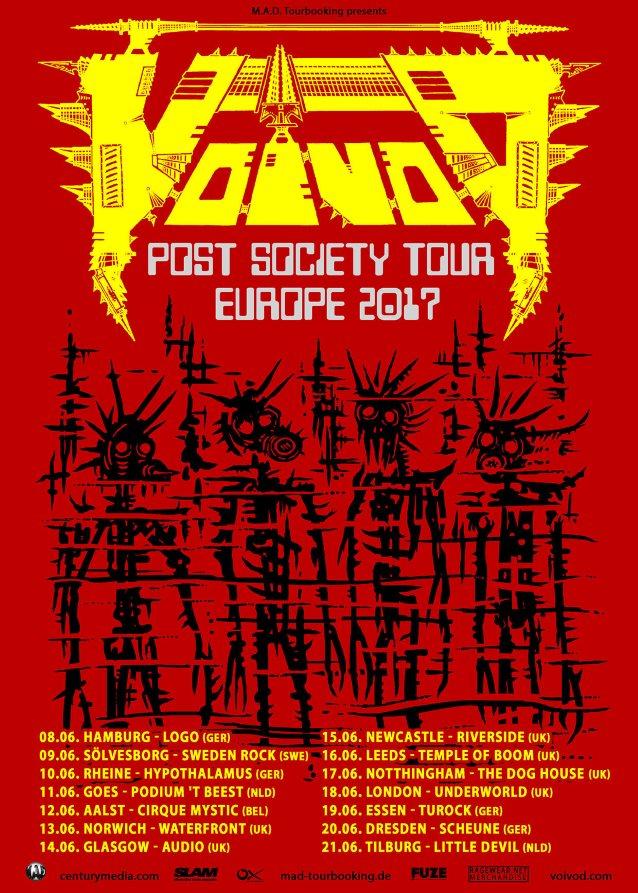 M.A.D. Tourbooking presents
VOIVOD
POST SOCIETY TOUR
EUROPE 2017
08.06. HAMBURG - LOGO (GER)
09.06. SÖLVESBORG - SWEDEN ROCK (SWE)
10.06. RHEINE - HYPOTHALAMUS (GER)
11.06. GOES - PODIUM 'T BEEST (NLD)
12.06. AALST - CIRQUE MYSTIC (BEL)
13.06. NORWICH - WATERFRONT (UK)
14.06. GLASGOW - AUDIO (UK)
15.06. NEWCASTLE - RIVERSIDE (UK)
16.06. LEEDS - TEMPLE OF BOOM (UK)
17.06. NOTTHINGHAM - THE DOG HOUSE (UK)
18.06. LONDON - UNDERWORLD (UK)
19.06. ESSEN - TUROCK (GER)
20.06. DRESDEN - SCHEUNE (GER)
21.06. TILBURG - LITTLE DEVIL (NLD)
centurymedia.com SLAM OX mad-tourbooking.de FUZE RAGEWEAR.NET MERCHANDISE voivod.com